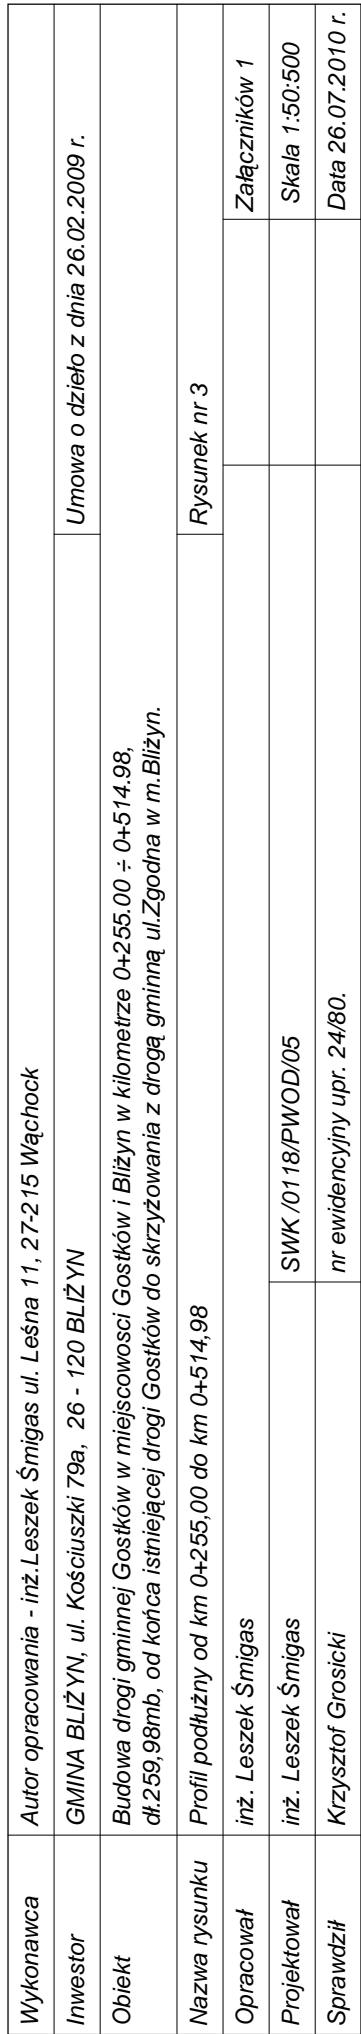 Wykonawca Autor opracowania - inż.Leszek Śmigas ul. Leśna 11, 27-215 Wąchock
Inwestor GMINA BLIŻYN, ul. Kościuszki 79a, 26 - 120 BLIŻYN Umowa o dzieło z dnia 26.02.2009 r.
Obiekt Budowa drogi gminnej Gostków w miejscowosci Gostków i Bliżyn w kilometrze 0+255.00 ÷ 0+514.98,
dł.259,98mb, od końca istniejącej drogi Gostków do skrzyżowania z drogą gminną ul.Zgodna w m.Bliżyn.
Nazwa rysunku Profil podłużny od km 0+255,00 do km 0+514,98 Rysunek nr 3
Opracował inż. Leszek Śmigas Załączników 1
Projektował inż. Leszek Śmigas SWK /0118/PWOD/05 Skala 1:50:500
Sprawdził Krzysztof Grosicki nr ewidencyjny upr. 24/80. Data 26.07.2010 r.